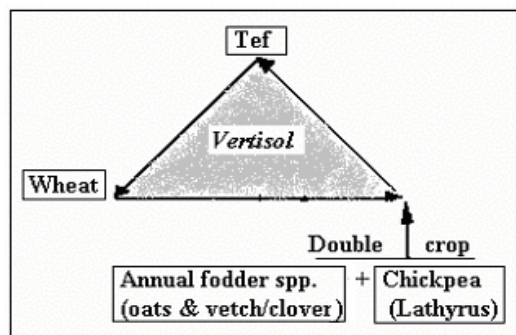 Tef
Vertisol
Wheat
Double crop
Annual fodder spp. + Chickpea
(oats & vetch/clover) (Lathyrus)